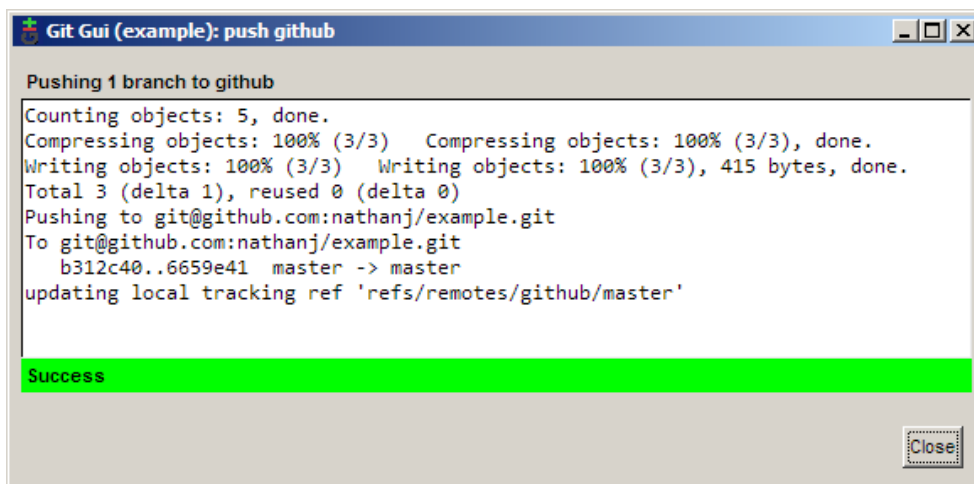 Git Gui (example): push github
Pushing 1 branch to github
Counting objects: 5, done.
Compressing objects: 100% (3/3)   Compressing objects: 100% (3/3), done.
Writing objects: 100% (3/3)   Writing objects: 100% (3/3), 415 bytes, done.
Total 3 (delta 1), reused 0 (delta 0)
Pushing to git@github.com:nathanj/example.git
To git@github.com:nathanj/example.git
   b312c40..6659e41  master -> master
updating local tracking ref 'refs/remotes/github/master'
Success
Close